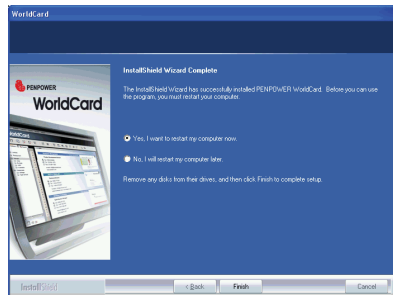 WorldCard
InstallShield Wizard Complete
The InstallShield Wizard has successfully installed PENPOWER WorldCard. Before you can use
the program, you must restart your computer.
PENPOWER
WorldCard
Yes, I want to restart my computer now.
No, I will restart my computer later.
Remove any disks from their drives, and then click Finish to complete setup.
InstallShield
< Back
Finish
Cancel